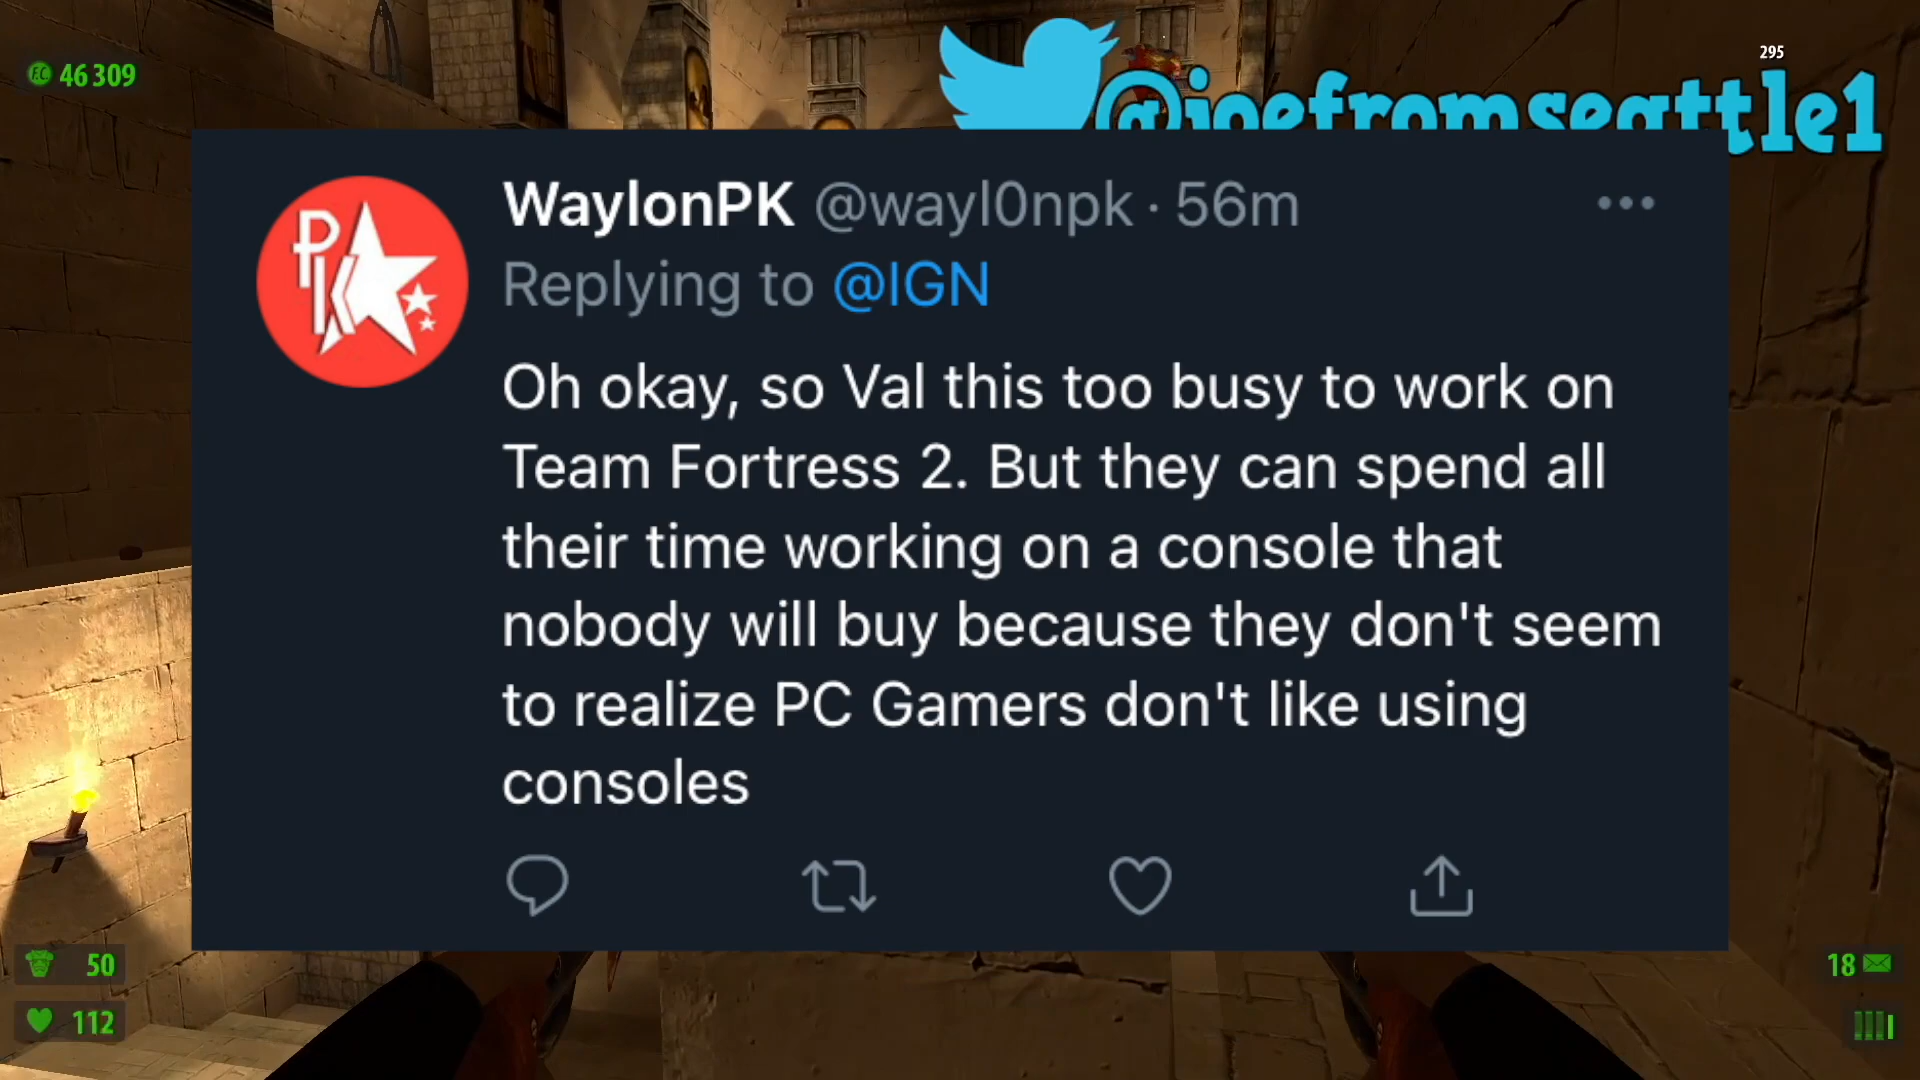 46 309
295
@joefromseattle1
WaylonPK @wayl0npk · 56m
Replying to @IGN
Oh okay, so Val this too busy to work on
Team Fortress 2. But they can spend all
their time working on a console that
nobody will buy because they don't seem
to realize PC Gamers don't like using
consoles
50
112
18